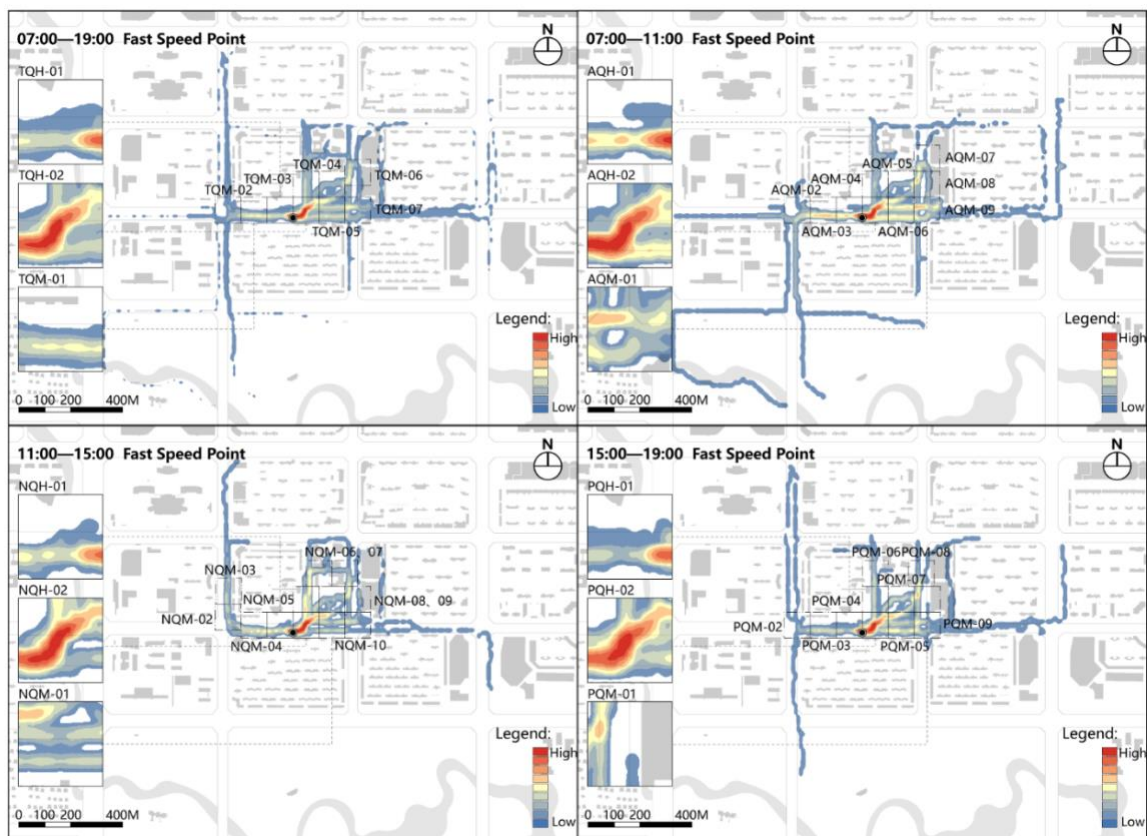 07:00—19:00 Fast Speed Point
N
TQH-01
TQH-02
TQM-01
TQM-02
TQM-03
TQM-04
TQM-05
TQM-06
TQM-07
Legend:
High
Low
0 100 200 400M
07:00—11:00 Fast Speed Point
N
AQH-01
AQH-02
AQM-01
AQM-02
AQM-03
AQM-04
AQM-05
AQM-06
AQM-07
AQM-08
AQM-09
Legend:
High
Low
0 100 200 400M
11:00—15:00 Fast Speed Point
N
NQH-01
NQH-02
NQM-01
NQM-02
NQM-03
NQM-04
NQM-05
NQM-06、07
NQM-08、09
NQM-10
Legend:
High
Low
0 100 200 400M
15:00—19:00 Fast Speed Point
N
PQH-01
PQH-02
PQM-01
PQM-02
PQM-03
PQM-04
PQM-05
PQM-06
PQM-08
PQM-07
PQM-09
Legend:
High
Low
0 100 200 400M